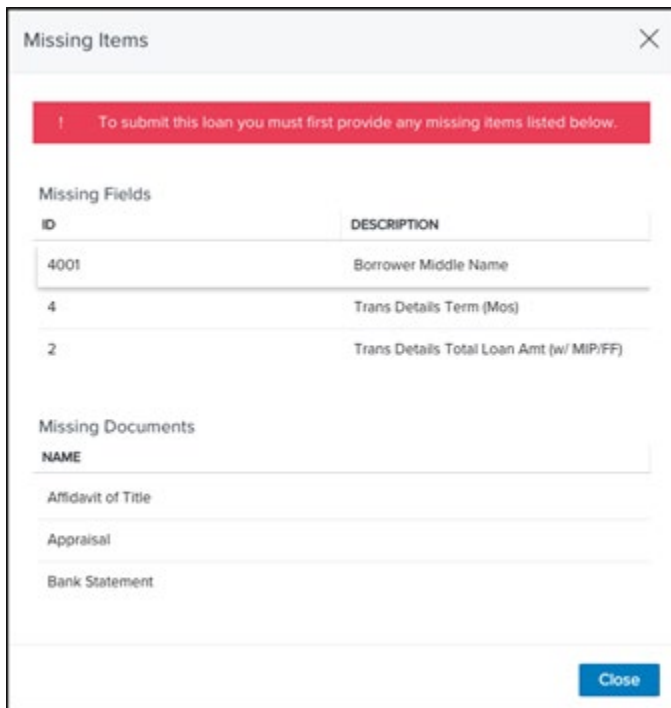 Missing Items
! To submit this loan you must first provide any missing items listed below.
Missing Fields
ID DESCRIPTION
4001 Borrower Middle Name
4 Trans Details Term (Mos)
2 Trans Details Total Loan Amt (w/ MIP/FF)
Missing Documents
NAME
Affidavit of Title
Appraisal
Bank Statement
Close